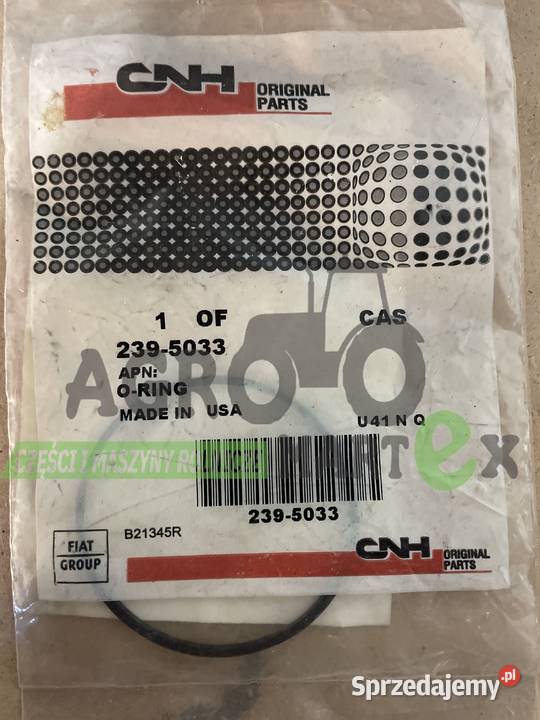 CNH
ORIGINAL
PARTS
1 OF CAS
239-5033
APN:
O-RING
MADE IN USA
U41 N Q
AGRO
CZĘŚCI I MASZYNY ROLNICZE
239-5033
B21345R
FIAT
GROUP
CNH
ORIGINAL
PARTS
Sprzedajemy.pl